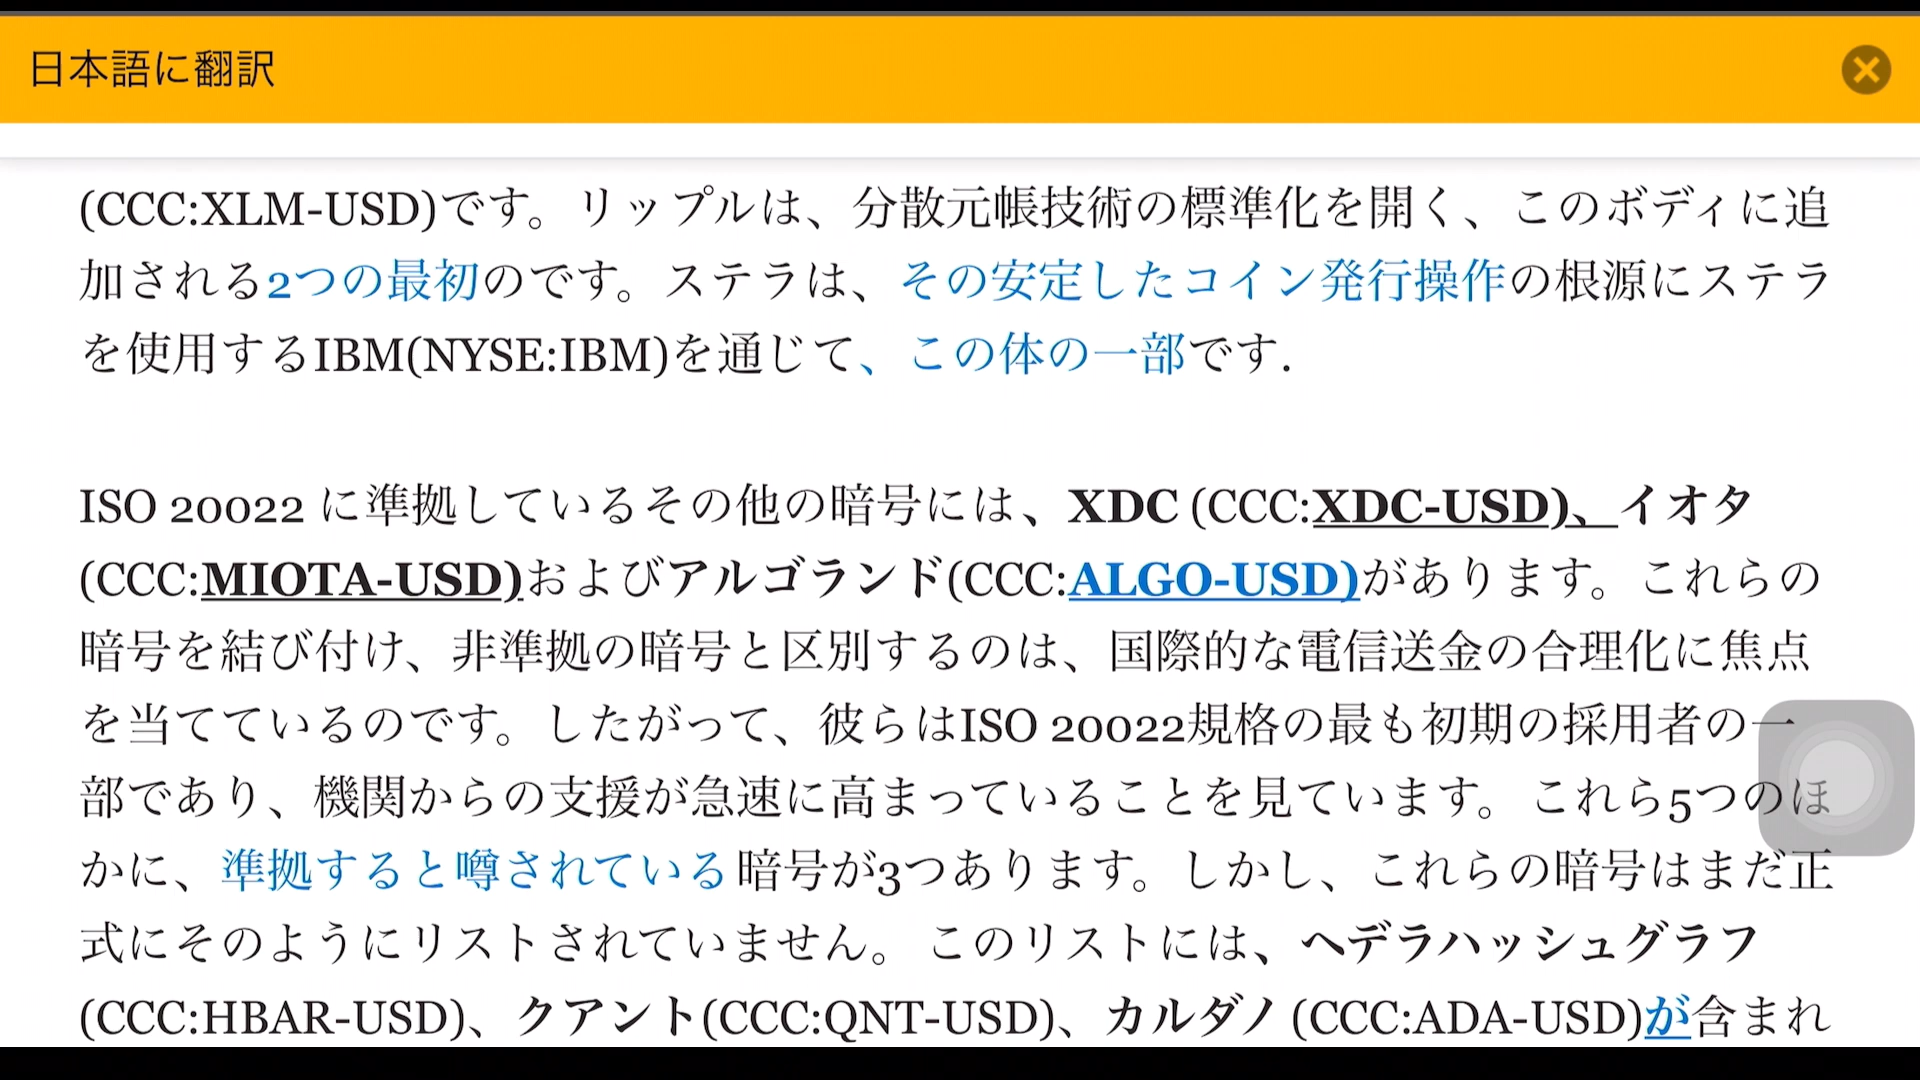 日本語に翻訳
(CCC:XLM-USD)です。リップルは、分散元帳技術の標準化を開く、このボディに追
加される2つの最初のです。ステラは、その安定したコイン発行操作の根源にステラ
を使用するIBM(NYSE:IBM)を通じて、この体の一部です.
ISO 20022 に準拠しているその他の暗号には、XDC (CCC:XDC-USD)、イオタ
(CCC:MIOTA-USD)およびアルゴランド(CCC:ALGO-USD)があります。これらの
暗号を結び付け、非準拠の暗号と区別するのは、国際的な電信送金の合理化に焦点
を当てているのです。したがって、彼らはISO 20022規格の最も初期の採用者の一
部であり、機関からの支援が急速に高まっていることを見ています。 これら5つのほ
かに、準拠すると噂されている 暗号が3つあります。しかし、これらの暗号はまだ正
式にそのようにリストされていません。 このリストには、ヘデラハッシュグラフ
(CCC:HBAR-USD)、クアント(CCC:QNT-USD)、カルダノ (CCC:ADA-USD)が含まれ